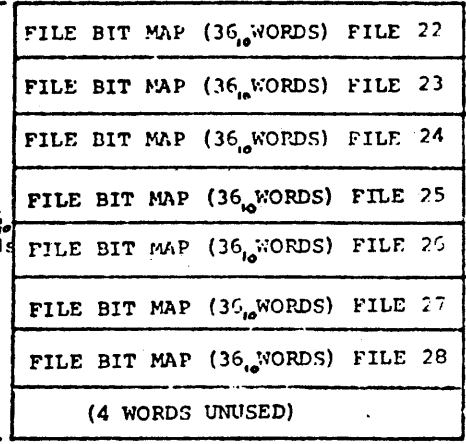 FILE BIT MAP (36₁₀WORDS) FILE 22
FILE BIT MAP (36₁₀WORDS) FILE 23
FILE BIT MAP (36₁₀WORDS) FILE 24
FILE BIT MAP (36₁₀WORDS) FILE 25
FILE BIT MAP (36₁₀WORDS) FILE 26
FILE BIT MAP (36₁₀WORDS) FILE 27
FILE BIT MAP (36₁₀WORDS) FILE 28
(4 WORDS UNUSED)